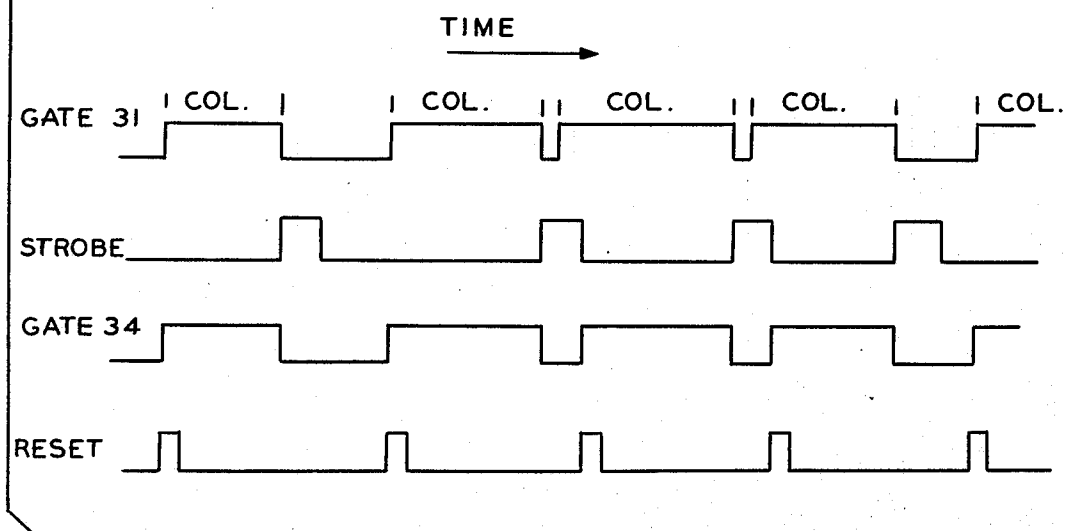 TIME
COL. COL. COL. COL. COL.
GATE 31
STROBE
GATE 34
RESET